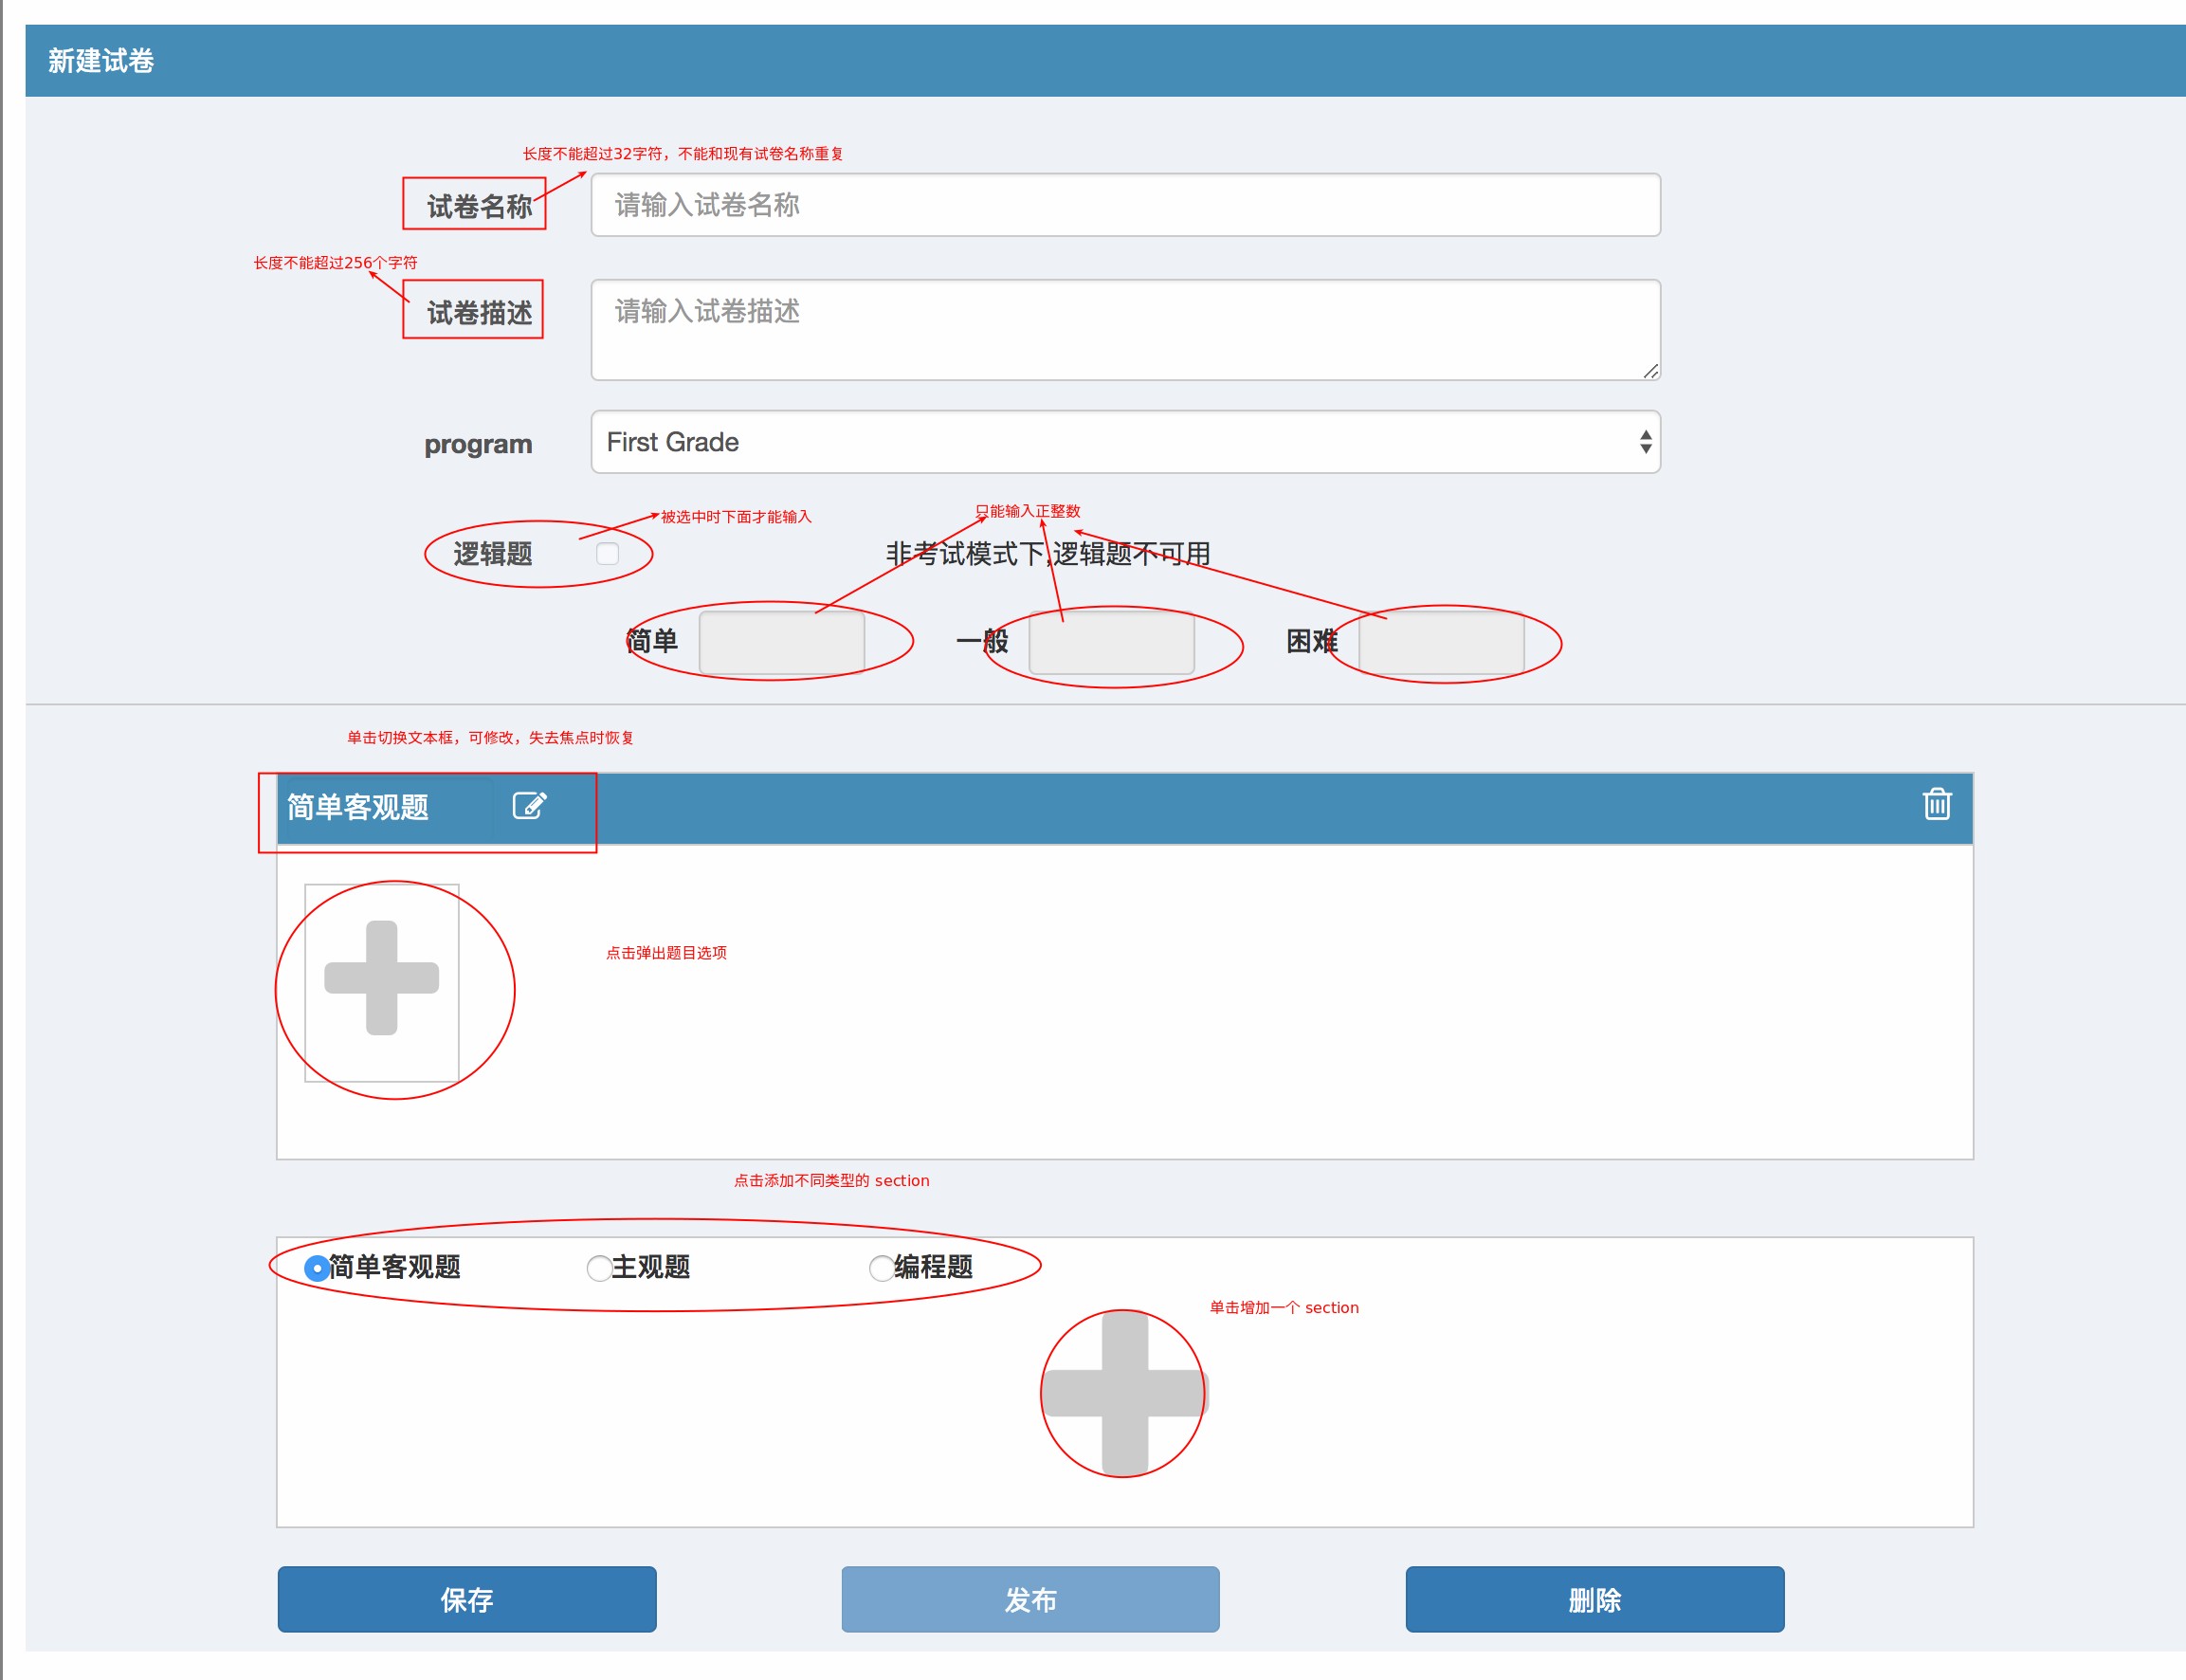 新建试卷
长度不能超过32字符，不能和现有试卷名称重复
试卷名称 请输入试卷名称
长度不能超过256个字符
试卷描述 请输入试卷描述
program First Grade
只能输入正整数
被选中时下面才能输入
逻辑题 非考试模式下,逻辑题不可用
简单 一般 困难
单击切换文本框，可修改，失去焦点时恢复
简单客观题
点击弹出题目选项
点击添加不同类型的 section
简单客观题 主观题 编程题
单击增加一个 section
保存 发布 删除